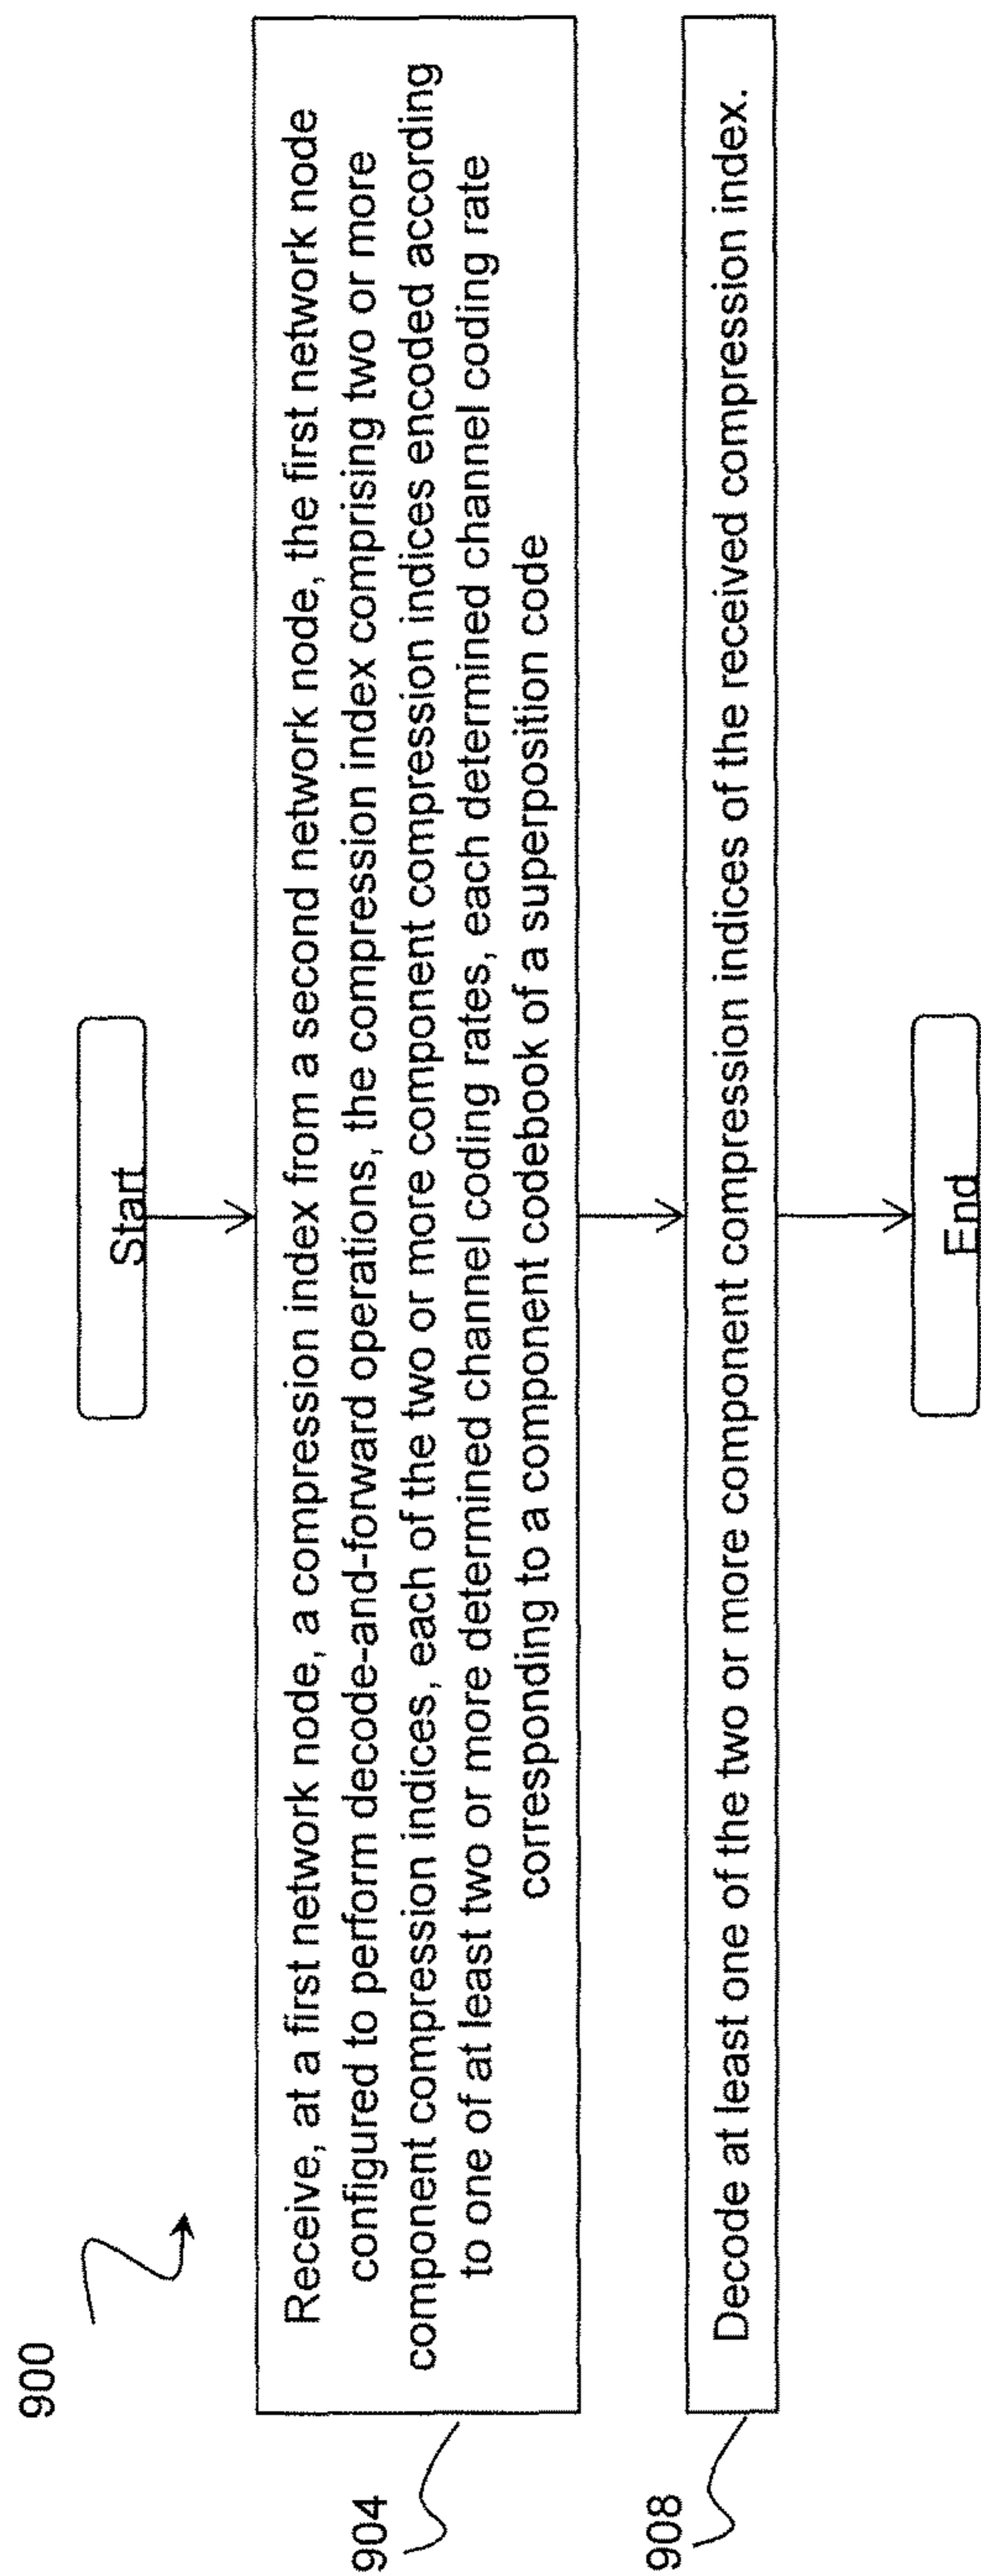 900
Start
904
Receive, at a first network node, a compression index from a second network node, the first network node
configured to perform decode-and-forward operations, the compression index comprising two or more
component compression indices, each of the two or more component compression indices encoded according
to one of at least two or more determined channel coding rates, each determined channel coding rate
corresponding to a component codebook of a superposition code
908
Decode at least one of the two or more component compression indices of the received compression index.
End